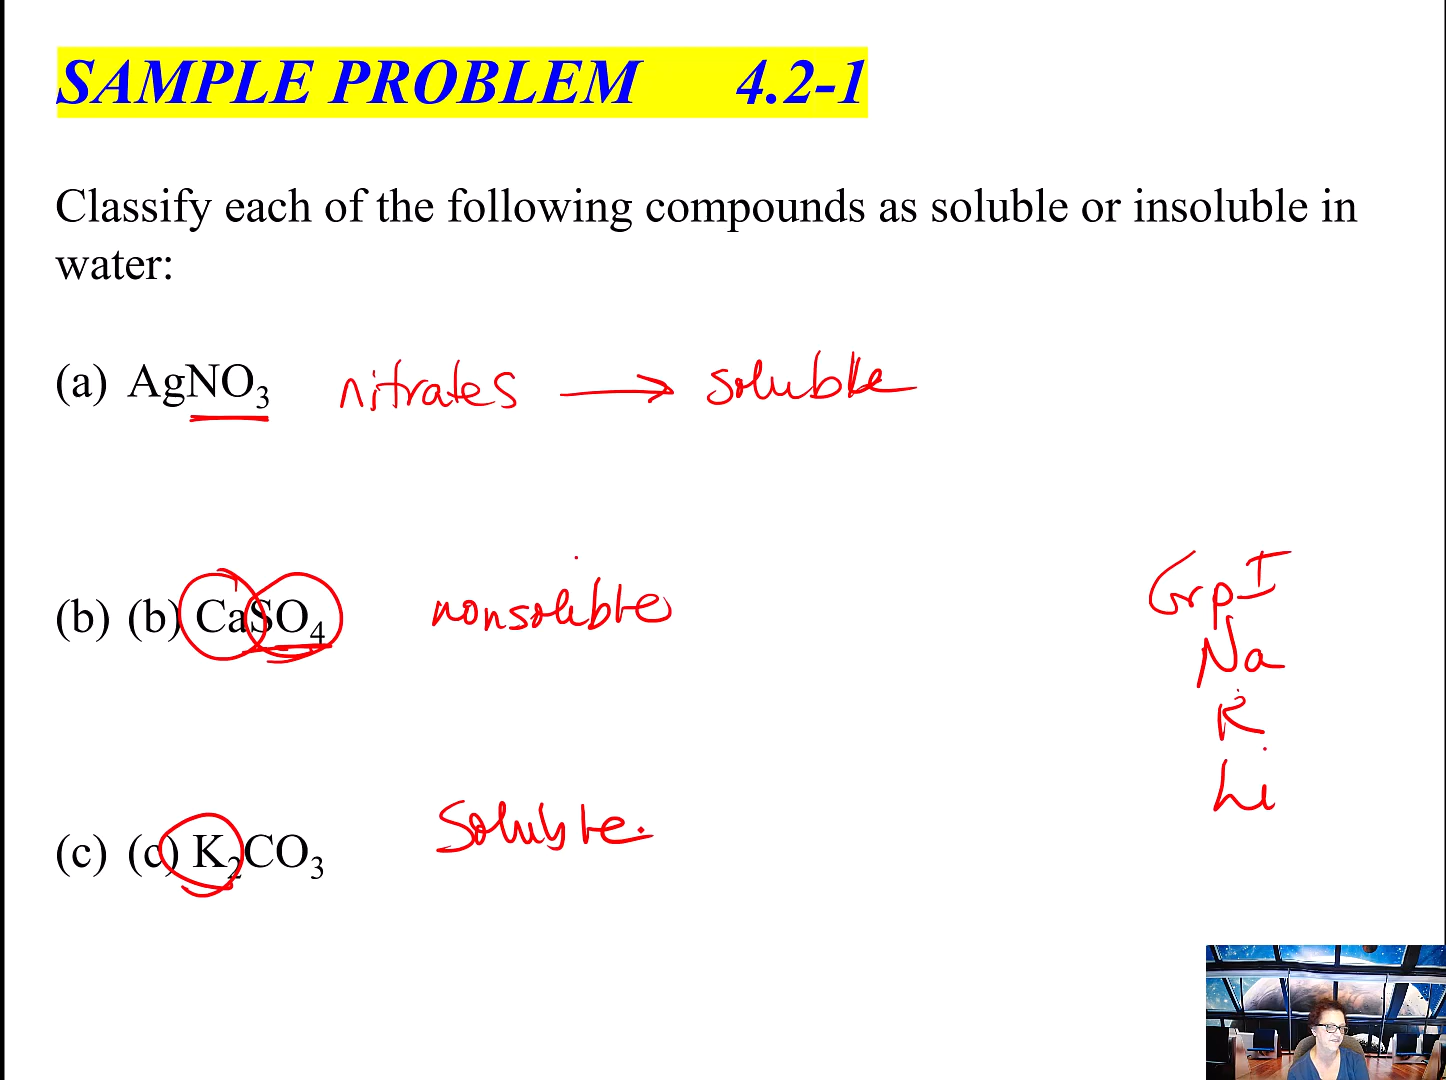 SAMPLE PROBLEM 4.2-1
Classify each of the following compounds as soluble or insoluble in
water:
(a) AgNO₃ nitrates → soluble
(b) (b) CaSO₄ nonsoluble
Grp I
Na
K
Li
(c) (c) K₂CO₃ Soluble.